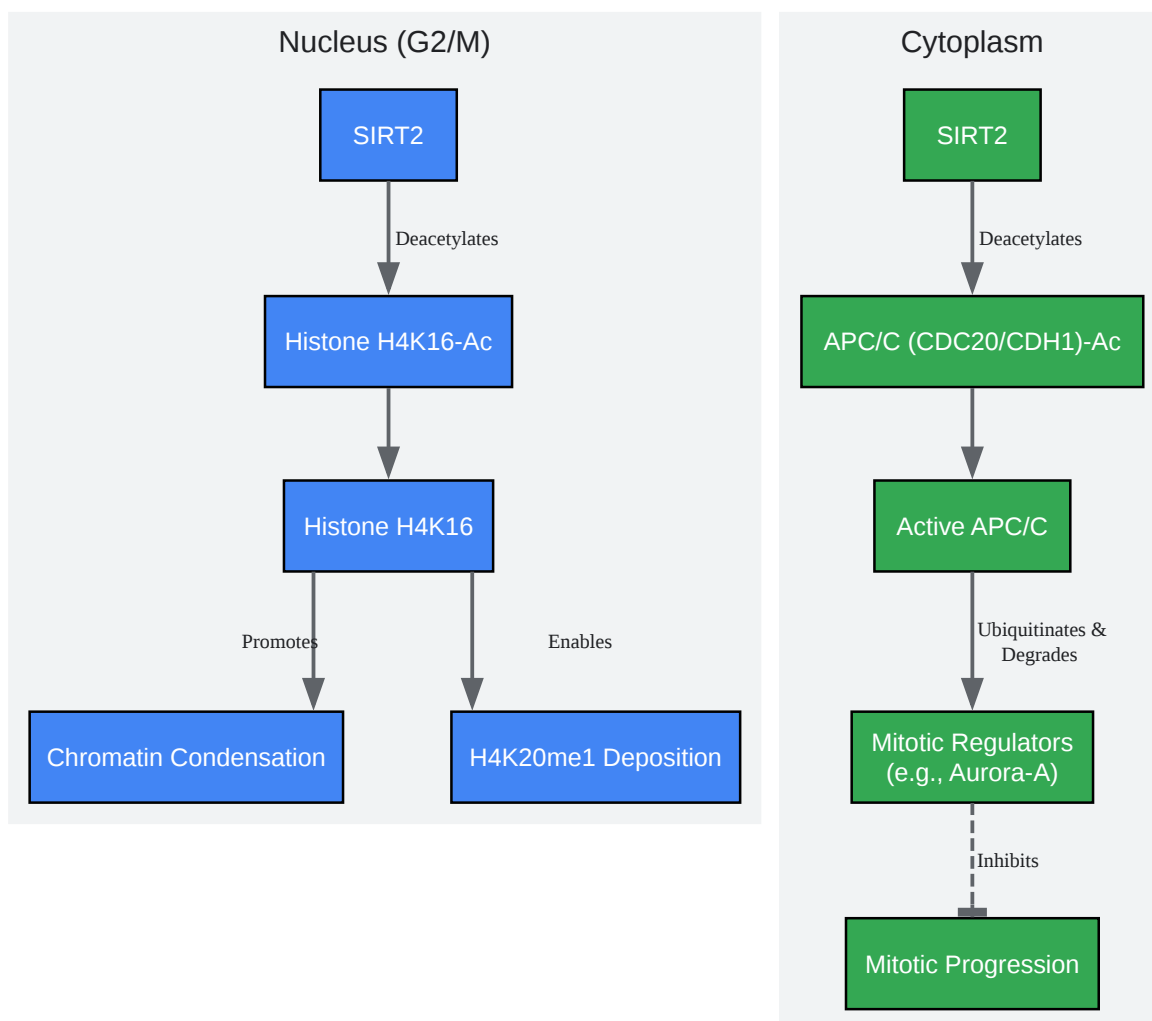 Nucleus (G2/M)
SIRT2
Deacetylates
Histone H4K16-Ac
Histone H4K16
Promotes
Enables
Chromatin Condensation
H4K20me1 Deposition
Cytoplasm
SIRT2
Deacetylates
APC/C (CDC20/CDH1)-Ac
Active APC/C
Ubiquitinates &
Degrades
Mitotic Regulators
(e.g., Aurora-A)
Inhibits
Mitotic Progression